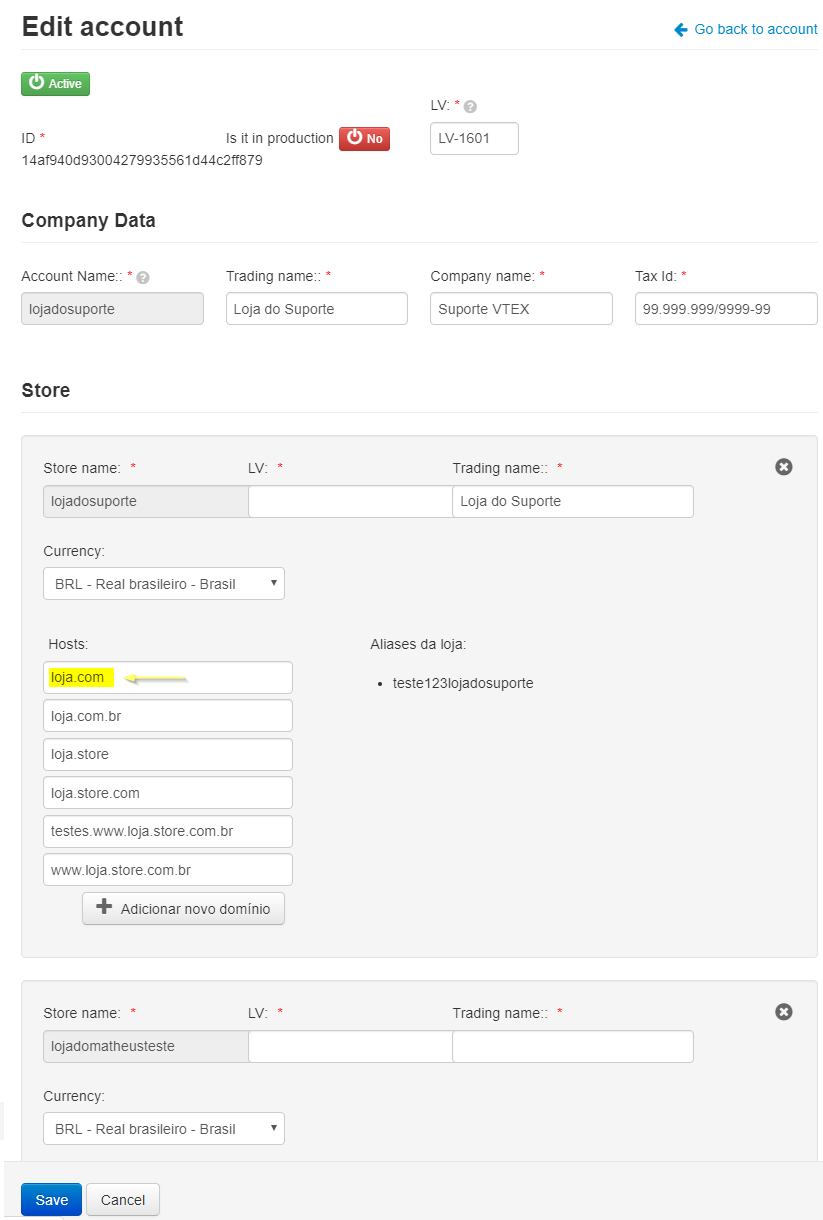 Edit account
Go back to account
Active
LV: *
ID *
Is it in production
No
LV-1601
14af940d93004279935561d44c2ff879
Company Data
Account Name:: *
Trading name:: *
Company name: *
Tax Id: *
lojadosuporte
Loja do Suporte
Suporte VTEX
99.999.999/9999-99
Store
Store name: *
LV: *
Trading name:: *
lojadosuporte
Loja do Suporte
Currency:
BRL - Real brasileiro - Brasil
Hosts:
Aliases da loja:
loja.com
teste123lojadosuporte
loja.com.br
loja.store
loja.store.com
testes.www.loja.store.com.br
www.loja.store.com.br
Adicionar novo domínio
Store name: *
LV: *
Trading name:: *
lojadomatheusteste
Currency:
BRL - Real brasileiro - Brasil
Save
Cancel